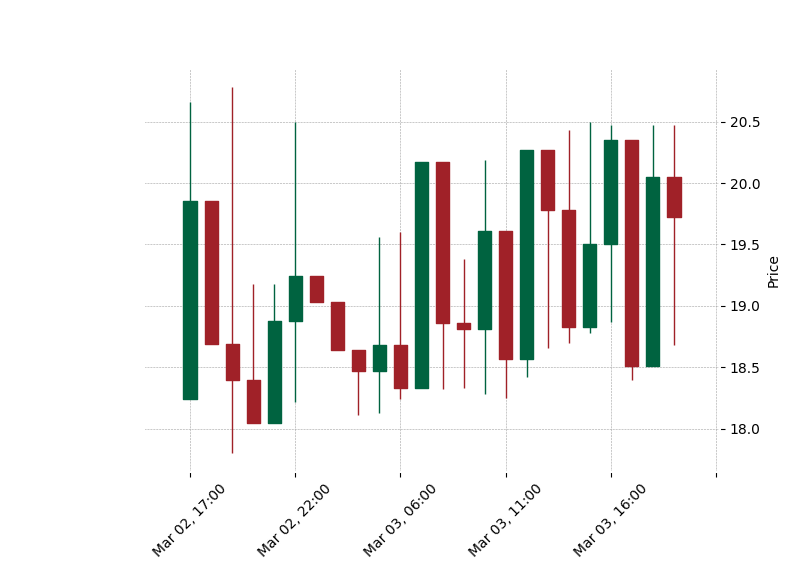 20.5
20.0
19.5
19.0
18.5
18.0
Price
Mar 02, 17:00
Mar 02, 22:00
Mar 03, 06:00
Mar 03, 11:00
Mar 03, 16:00